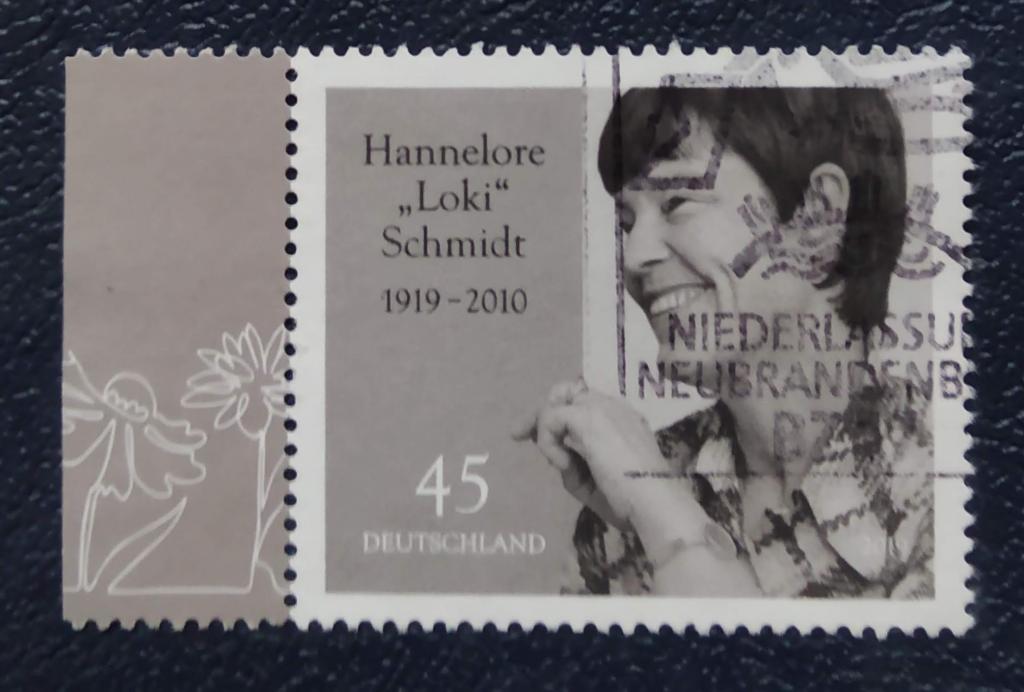 Hannelore
„Loki“
Schmidt
1919 – 2010
45
DEUTSCHLAND
NIEDERLASSU
NEUBRANDENB